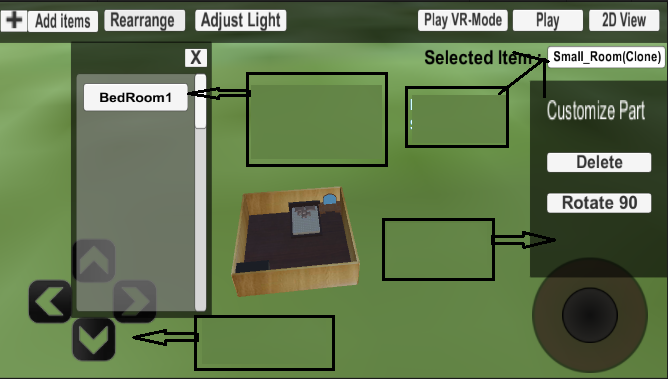 + Add items
Rearrange
Adjust Light
Play VR-Mode
Play
2D View
Selected Item :
Small_Room(Clone)
X
BedRoom1
Customize Part
Delete
Rotate 90